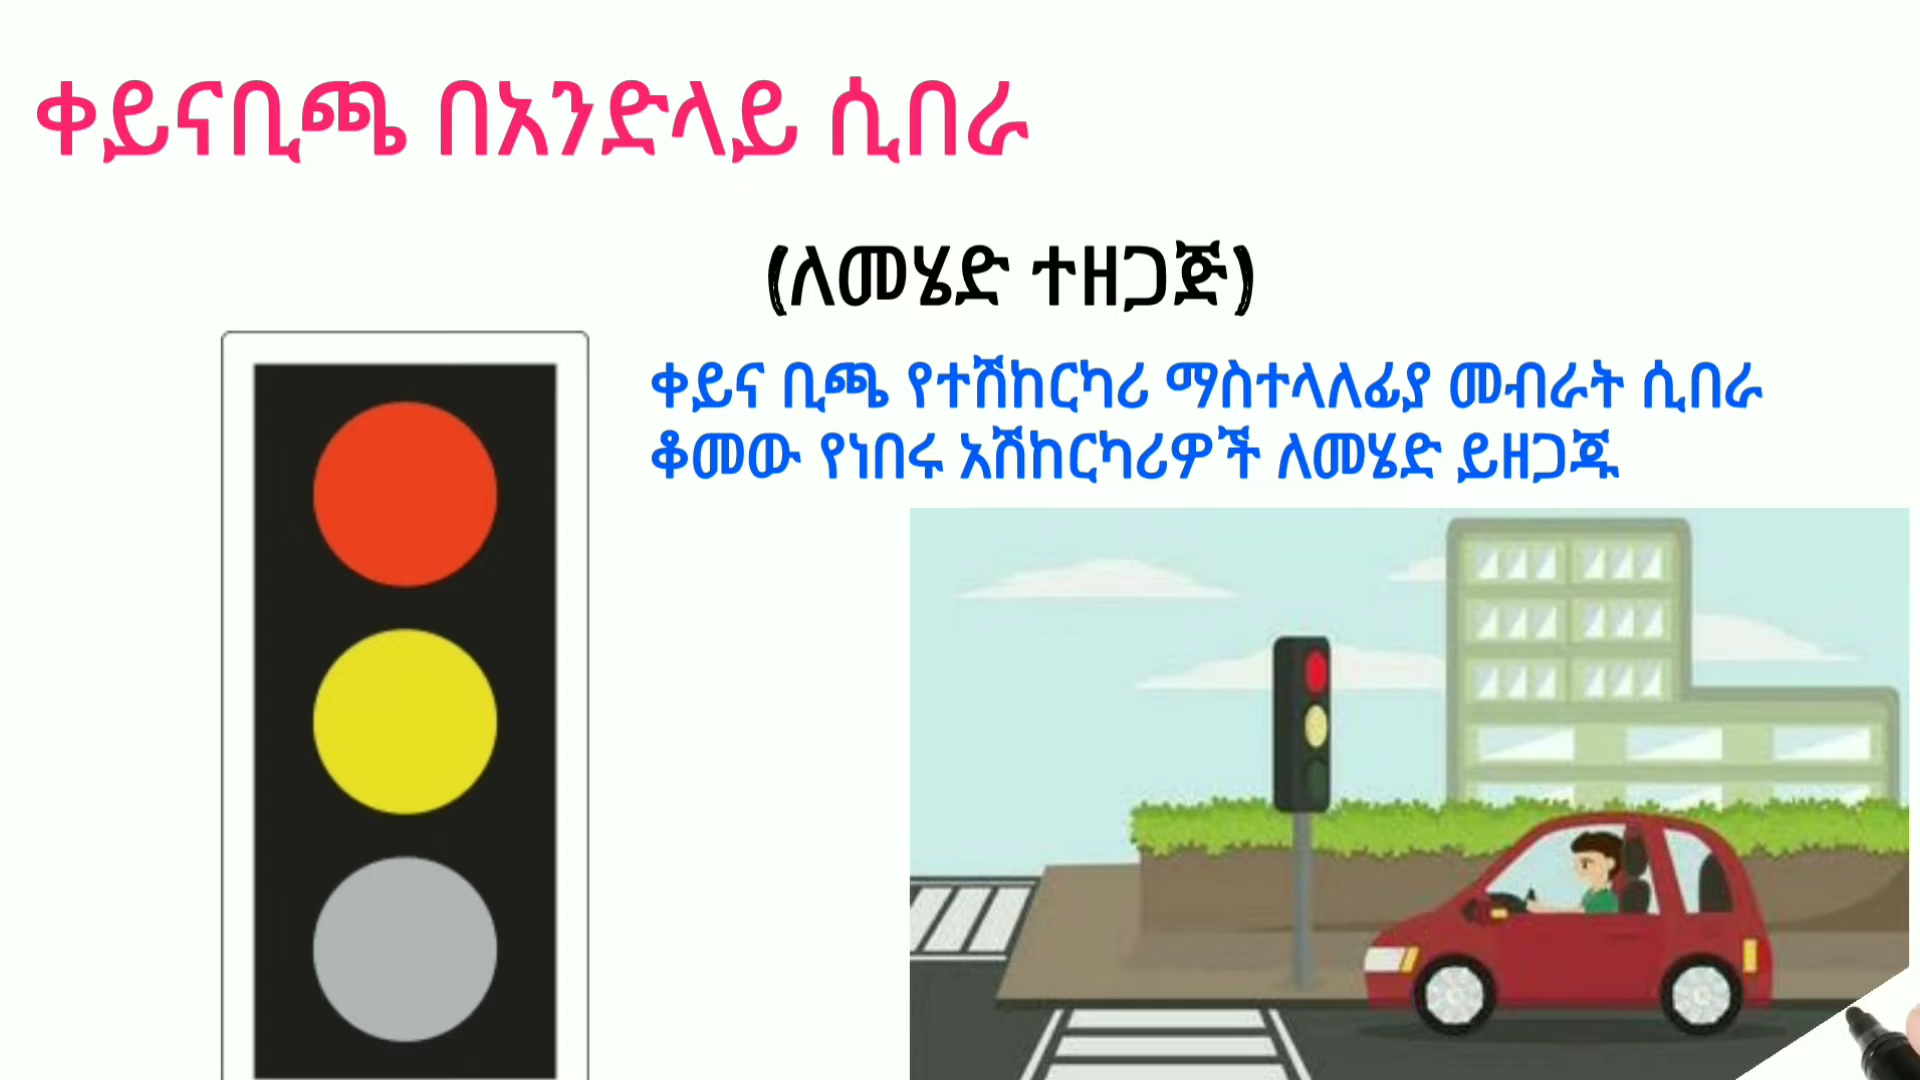 ቀይናቢጫ በአንድላይ ሲበራ
(ለመሄድ ተዘጋጅ)
ቀይና ቢጫ የተሽከርካሪ ማስተላለፊያ መብራት ሲበራ
ቆመው የነበሩ አሽከርካሪዎች ለመሄድ ይዘጋጁ